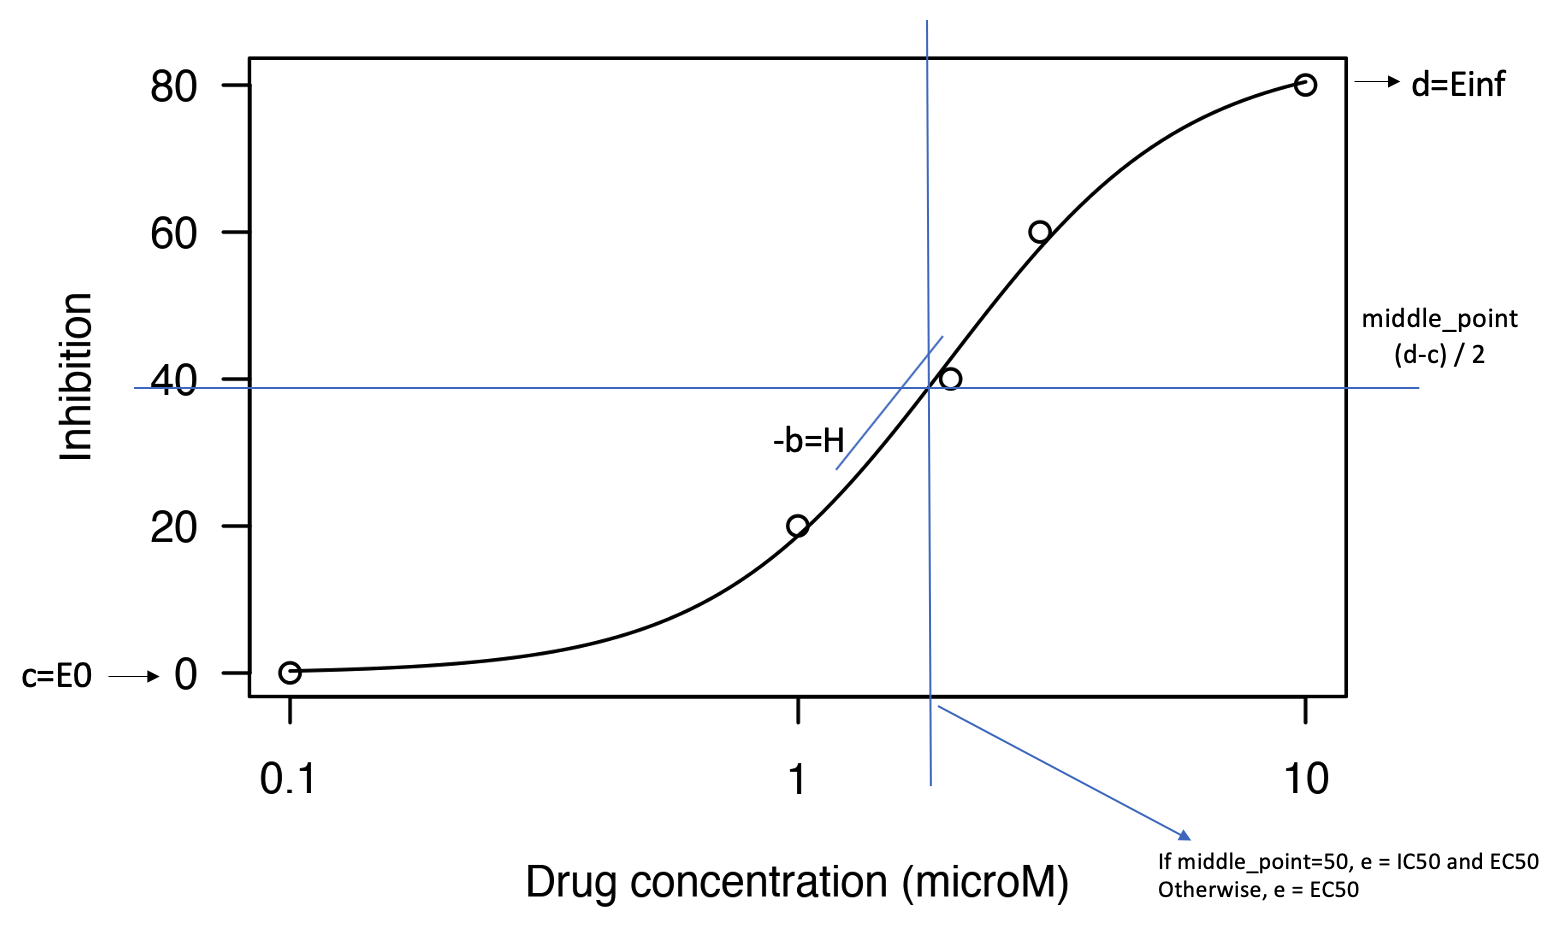 80
d=Einf
60
middle_point
(d-c) / 2
Inhibition
40
-b=H
20
c=E0
0
0.1
1
10
If middle_point=50, e = IC50 and EC50
Otherwise, e = EC50
Drug concentration (microM)